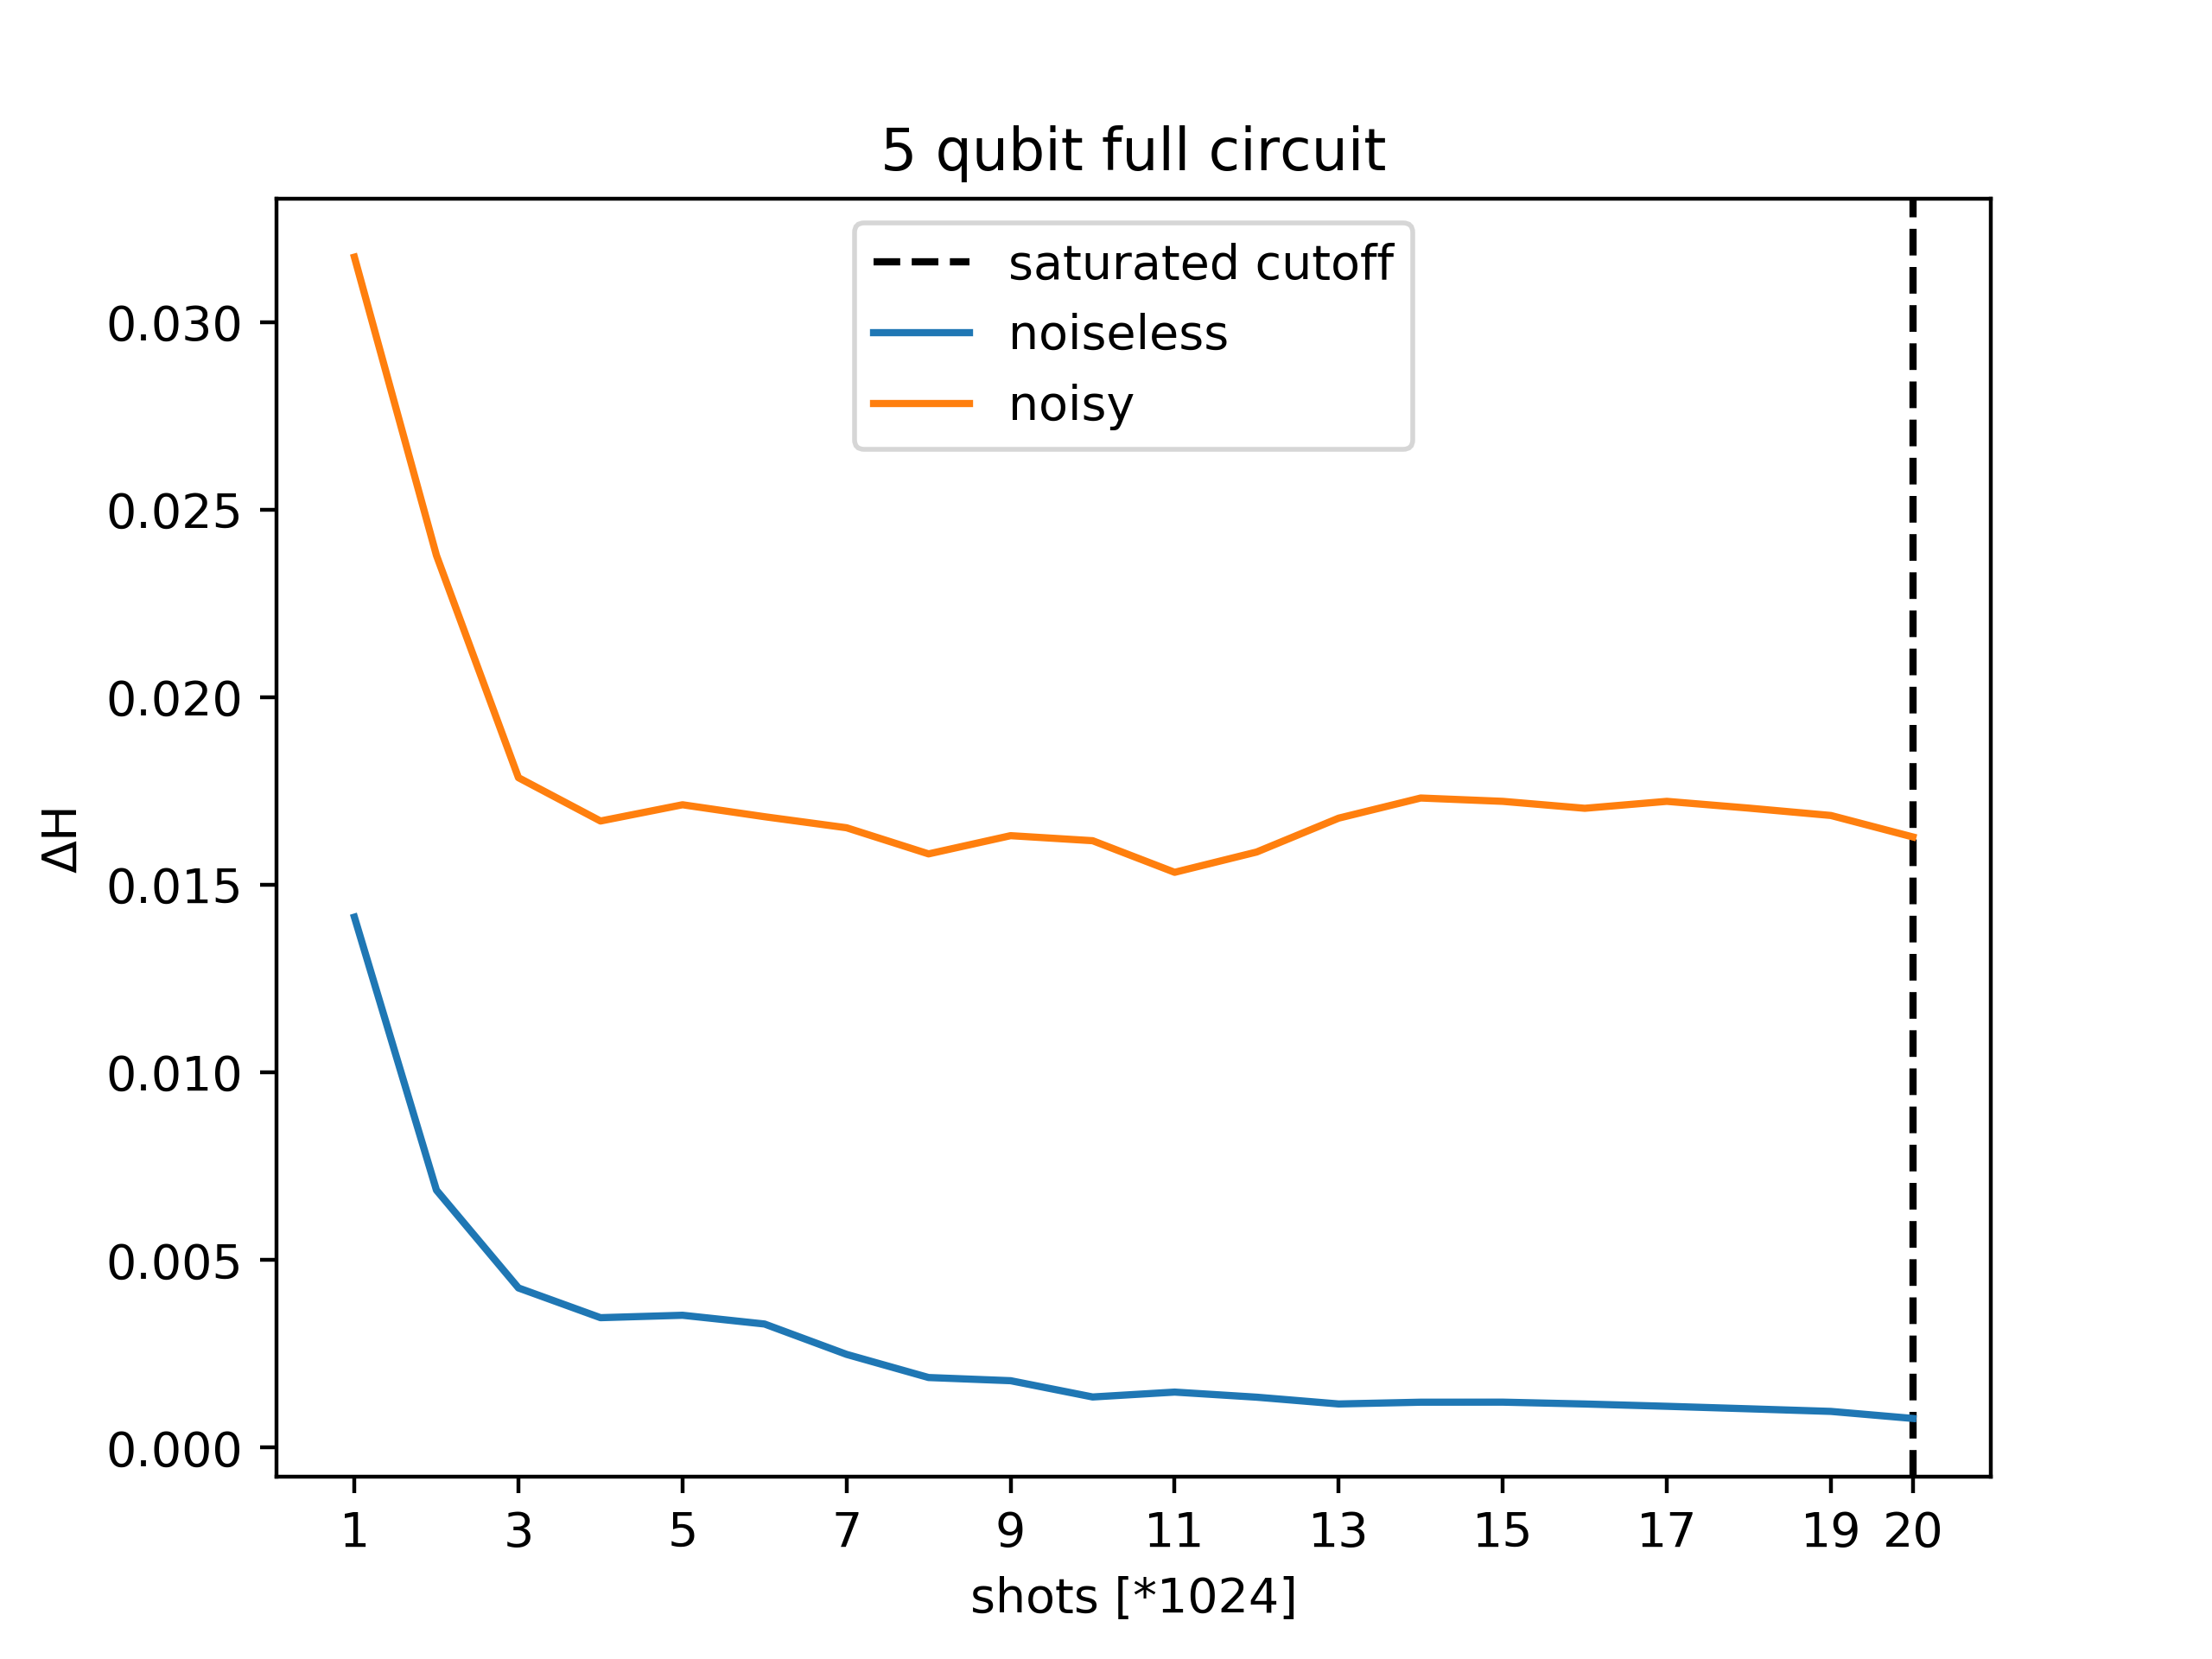 5 qubit full circuit
saturated cutoff
noiseless
noisy
0.030
0.025
0.020
0.015
0.010
0.005
0.000
ΔH
1 3 5 7 9 11 13 15 17 19 20
shots [*1024]